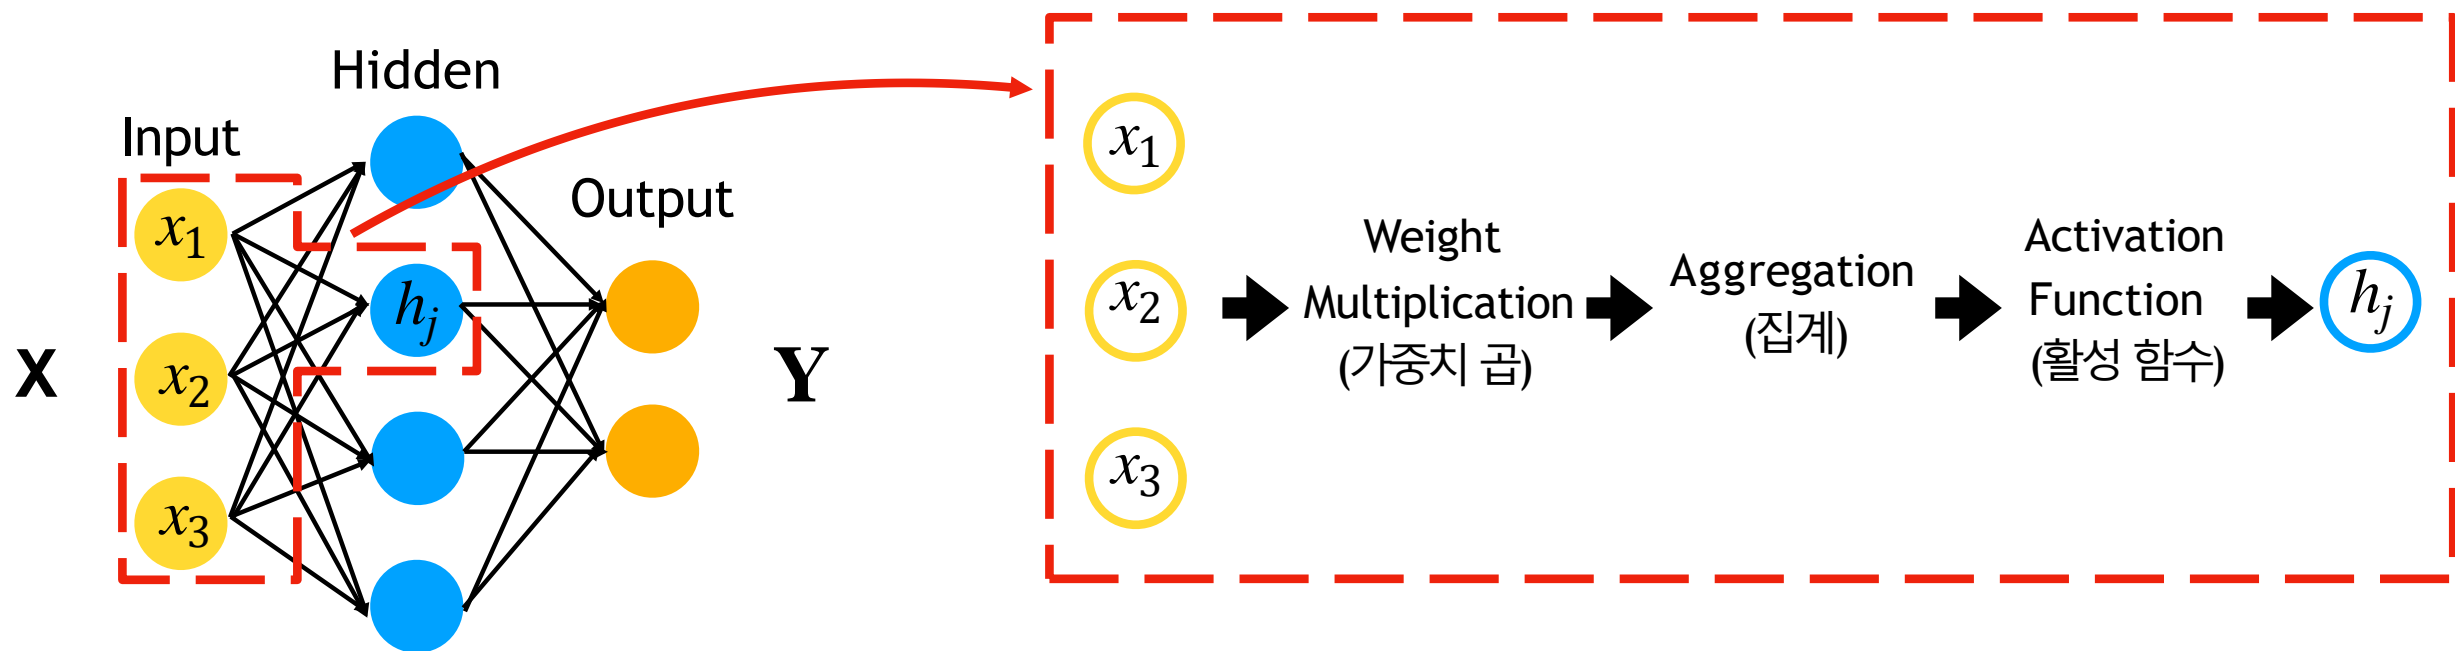 Hidden
Input
Output
x1
x2
x3
hj
X
Y
x1
x2
x3
Weight
Multiplication
(가중치 곱)
Aggregation
(집계)
Activation
Function
(활성 함수)
hj